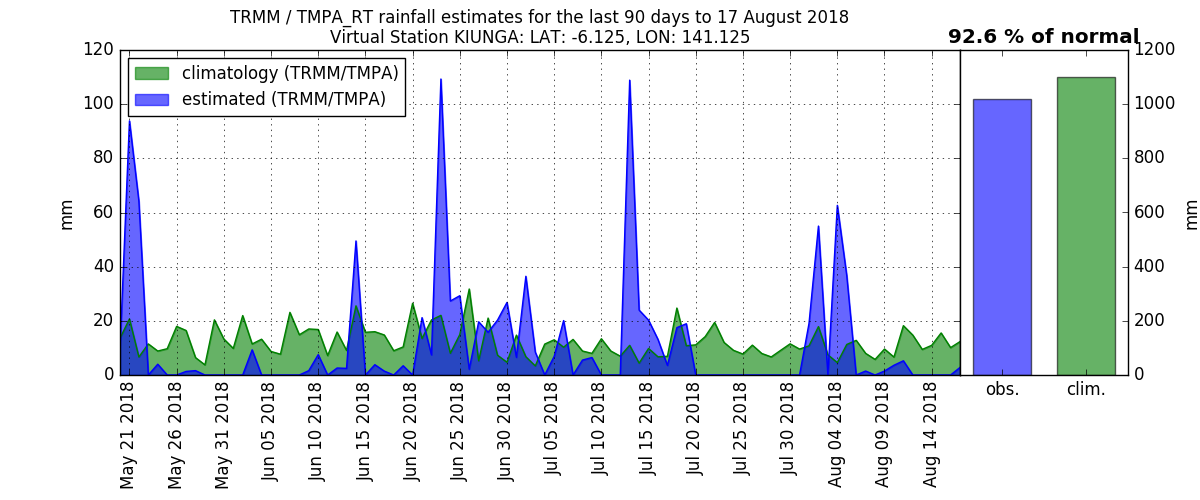 TRMM / TMPA_RT rainfall estimates for the last 90 days to 17 August 2018
Virtual Station KIUNGA: LAT: -6.125, LON: 141.125
92.6 % of normal
climatology (TRMM/TMPA)
estimated (TRMM/TMPA)
120
100
80
60
40
20
0
mm
May 21 2018
May 26 2018
May 31 2018
Jun 05 2018
Jun 10 2018
Jun 15 2018
Jun 20 2018
Jun 25 2018
Jun 30 2018
Jul 05 2018
Jul 10 2018
Jul 15 2018
Jul 20 2018
Jul 25 2018
Jul 30 2018
Aug 04 2018
Aug 09 2018
Aug 14 2018
obs.
clim.
1200
1000
800
600
400
200
0
mm